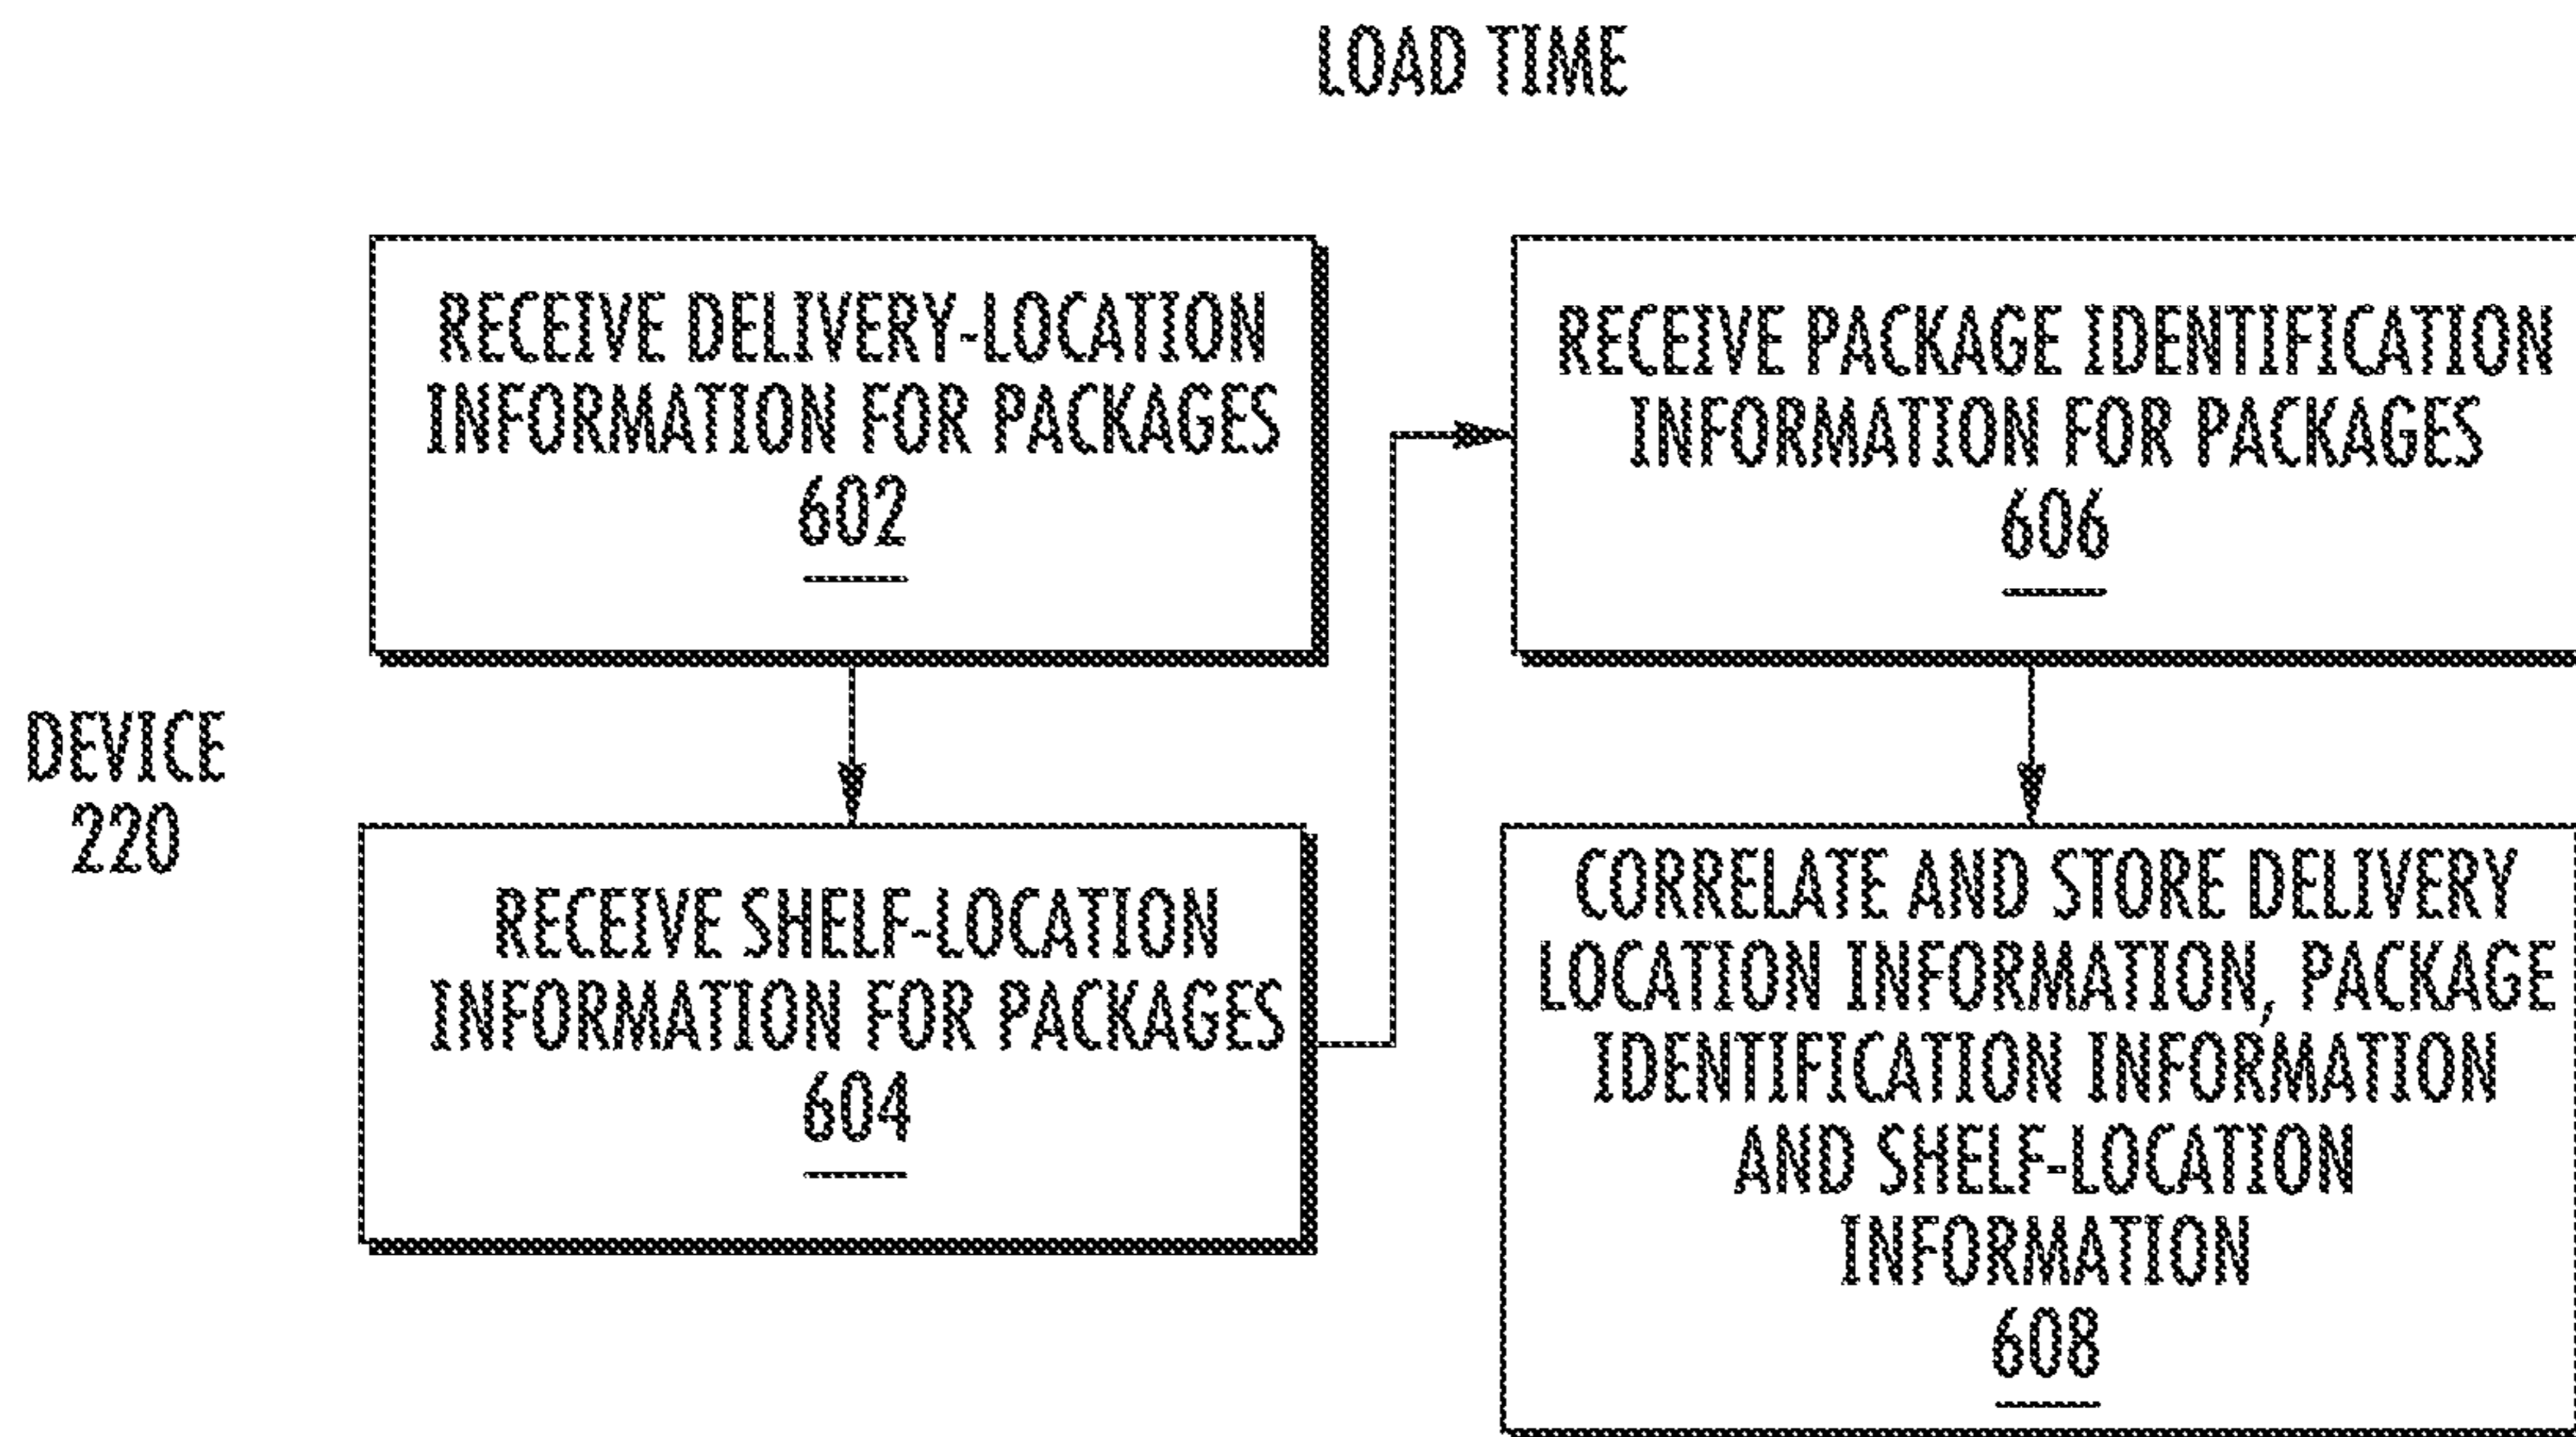 LOAD TIME
RECEIVE DELIVERY-LOCATION
INFORMATION FOR PACKAGES
602
DEVICE
220
RECEIVE SHELF-LOCATION
INFORMATION FOR PACKAGES
604
RECEIVE PACKAGE IDENTIFICATION
INFORMATION FOR PACKAGES
606
CORRELATE AND STORE DELIVERY
LOCATION INFORMATION, PACKAGE
IDENTIFICATION INFORMATION
AND SHELF-LOCATION
INFORMATION
608